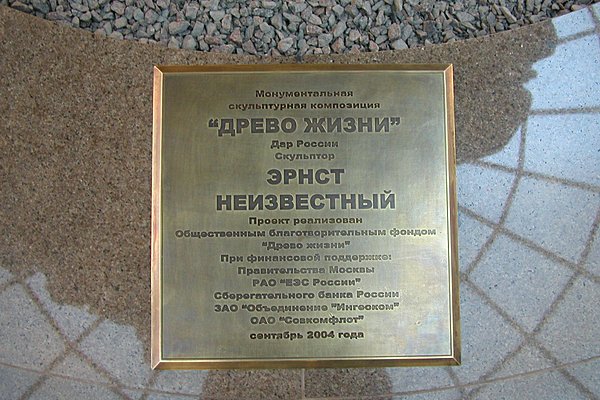 Монументальная
скульптурная композиция
“ДРЕВО ЖИЗНИ”
Дар России
Скульптор
ЭРНСТ
НЕИЗВЕСТНЫЙ
Проект реализован
Общественным благотворительным фондом
“Древо жизни”
При финансовой поддержке:
Правительства Москвы
РАО “ЕЭС России”
Сберегательного банка России
ЗАО “Объединение "Ингеоком”
ОАО “Совкомфлот”
сентябрь 2004 года